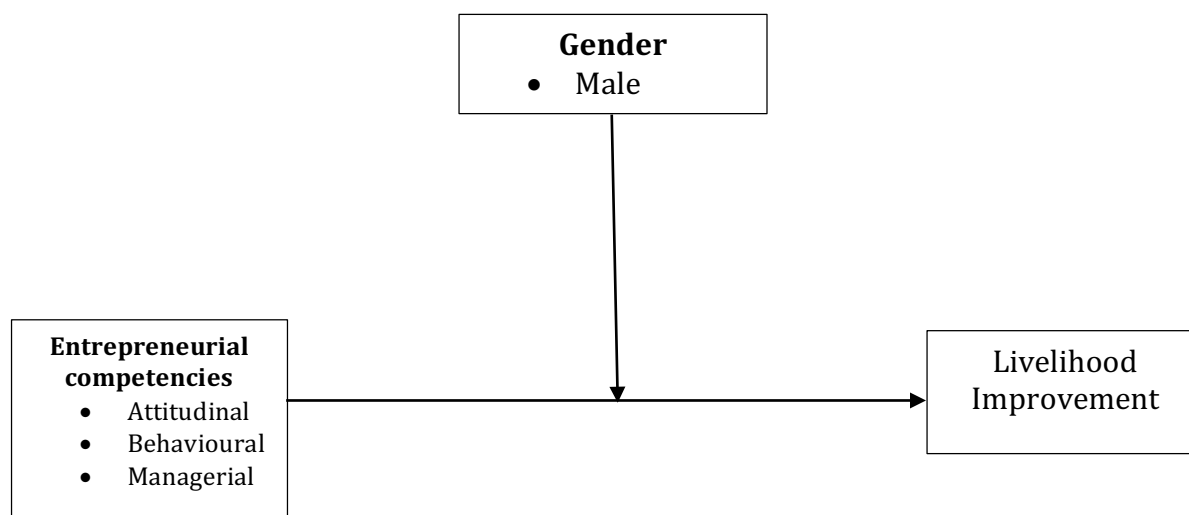 Gender
• Male
Entrepreneurial
competencies
• Attitudinal
• Behavioural
• Managerial
Livelihood
Improvement